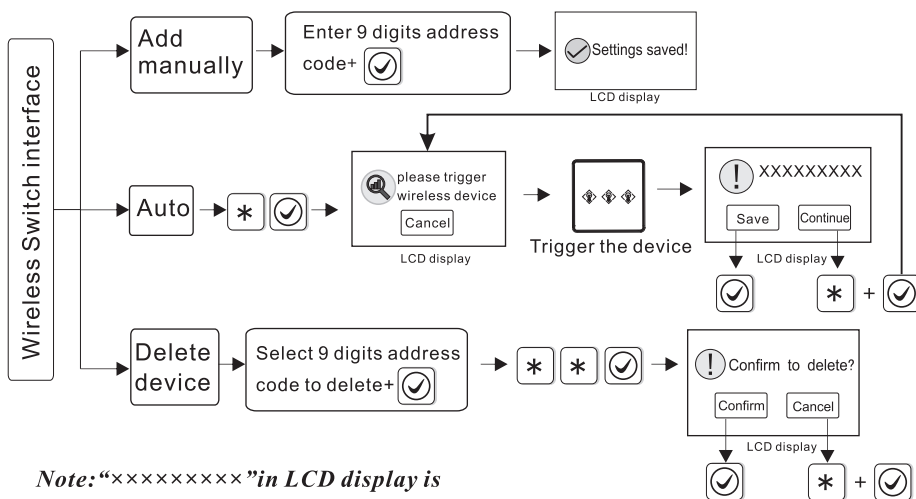 Wireless Switch interface
Add
manually
Enter 9 digits address
code+
Settings saved!
LCD display
Auto
*
please trigger
wireless device
Cancel
LCD display
Trigger the device
XXXXXXXXX
Save
Continue
LCD display
* +
Delete
device
Select 9 digits address
code to delete+
* *
Confirm to delete?
Confirm
Cancel
LCD display
* +
Note:“×××××××××”in LCD display is